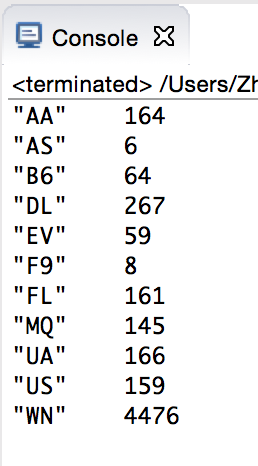 Console
<terminated> /Users/Zh
"AA" 164
"AS" 6
"B6" 64
"DL" 267
"EV" 59
"F9" 8
"FL" 161
"MQ" 145
"UA" 166
"US" 159
"WN" 4476